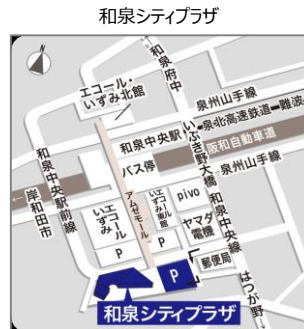 和泉シティプラザ
和泉府中
エコール・
いずみ北館
泉州山手線
和泉中央駅
泉北高速鉄道
難波
いぶき野大橋
阪和自動車道
バス停
泉州山手線
和泉中央駅前線
←岸和田市
アムゼモール
エコール
いずみ
エコール
いずみ東館
pivo
ヤマダ
電機
和泉中央線
P
P
P
郵便局
はつが野
和泉シティプラザ